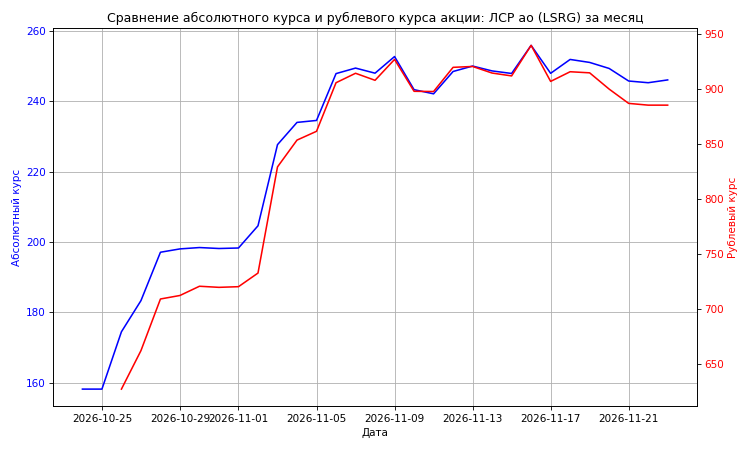 Сравнение абсолютного курса и рублевого курса акции: ЛСР ао (LSRG) за месяц
260
240
220
200
180
160
Абсолютный курс
950
900
850
800
750
700
650
Рублевый курс
2026-10-25 2026-10-29 2026-11-01 2026-11-05 2026-11-09 2026-11-13 2026-11-17 2026-11-21
Дата